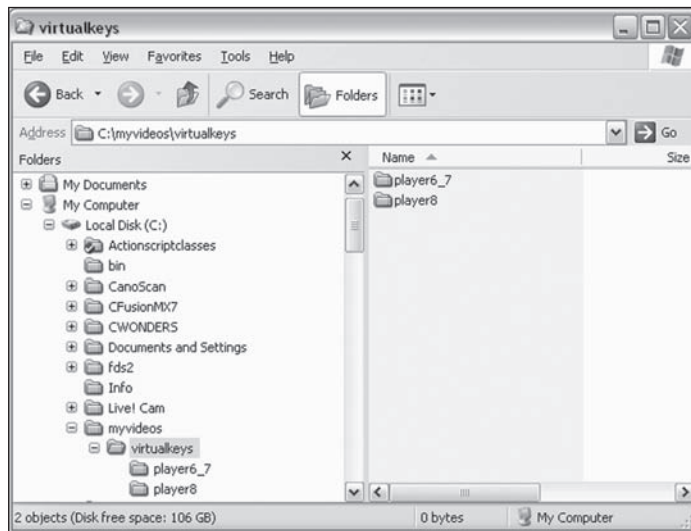 virtualkeys
File Edit View Favorites Tools Help
Back Search Folders
Address C:\myvideos\virtualkeys Go
Folders
Name Size
My Documents
My Computer
Local Disk (C:)
Actionscriptclasses
bin
CanoScan
CFusionMX7
CWONDERS
Documents and Settings
fds2
Info
Live! Cam
myvideos
virtualkeys
player6_7
player8
player6_7
player8
2 objects (Disk free space: 106 GB) 0 bytes My Computer